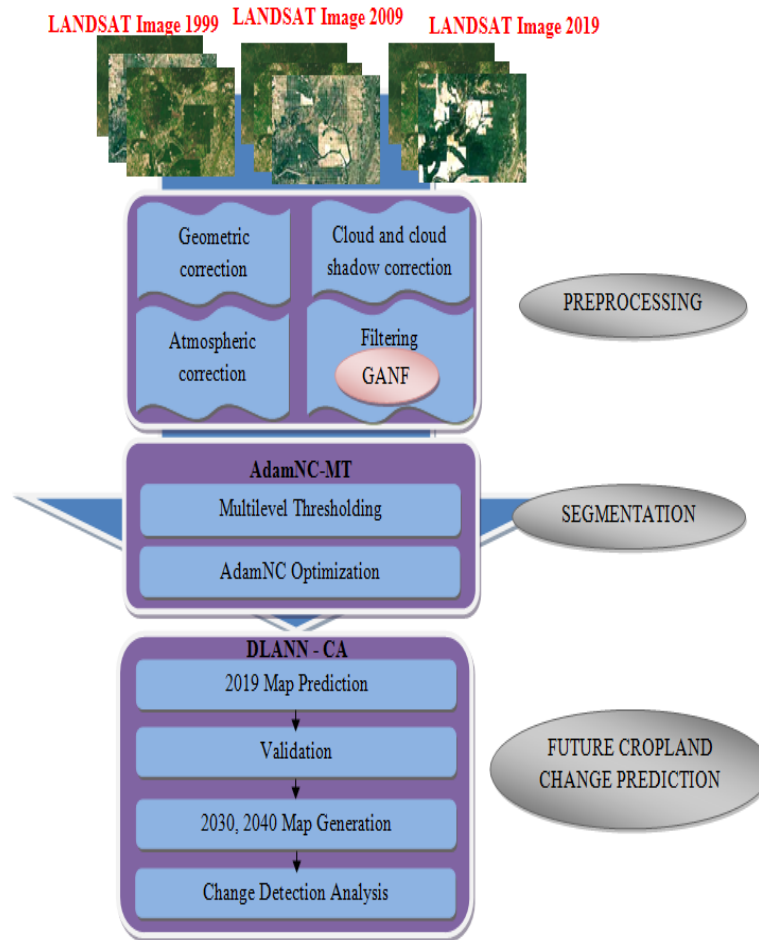 LANDSAT Image 1999
LANDSAT Image 2009
LANDSAT Image 2019
Geometric
correction
Cloud and cloud
shadow correction
Atmospheric
correction
Filtering
GANF
PREPROCESSING
AdamNC-MT
Multilevel Thresholding
AdamNC Optimization
SEGMENTATION
DLANN - CA
2019 Map Prediction
Validation
2030, 2040 Map Generation
Change Detection Analysis
FUTURE CROPLAND
CHANGE PREDICTION